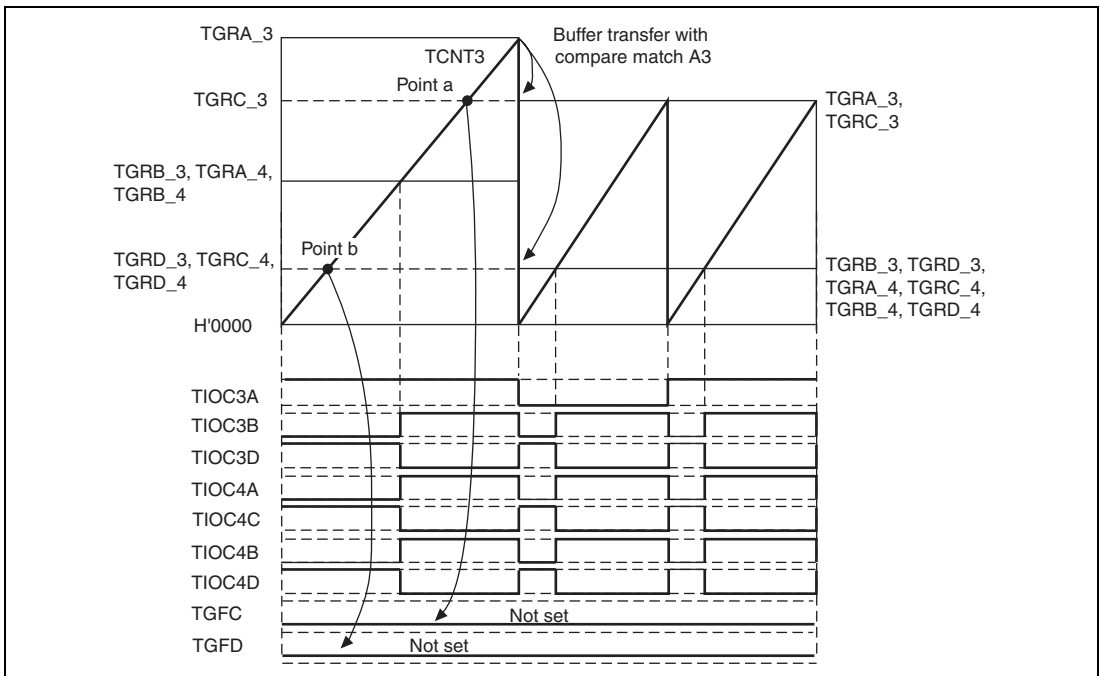 TGRA_3
TCNT3
Buffer transfer with
compare match A3
Point a
TGRC_3
TGRA_3,
TGRC_3
TGRB_3, TGRA_4,
TGRB_4
Point b
TGRD_3, TGRC_4,
TGRD_4
TGRB_3, TGRD_3,
TGRA_4, TGRC_4,
TGRB_4, TGRD_4
H'0000
TIOC3A
TIOC3B
TIOC3D
TIOC4A
TIOC4C
TIOC4B
TIOC4D
TGFC
Not set
TGFD
Not set